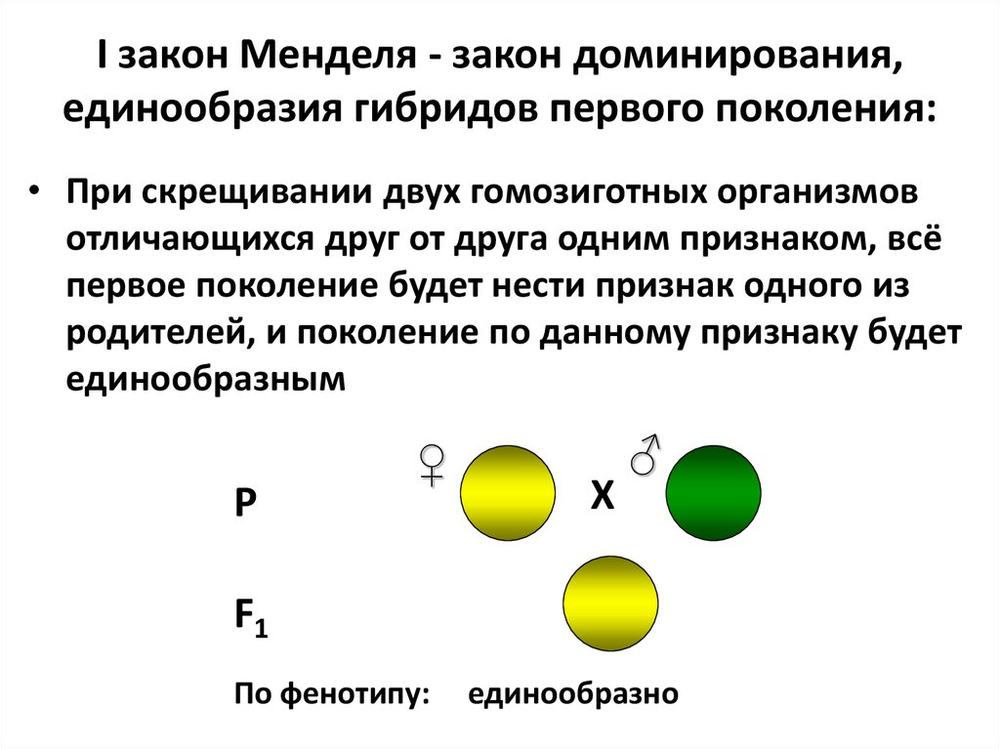 I закон Менделя - закон доминирования,
единообразия гибридов первого поколения:
• При скрещивании двух гомозиготных организмов
отличающихся друг от друга одним признаком, всё
первое поколение будет нести признак одного из
родителей, и поколение по данному признаку будет
единообразным
P ♀ X ♂
F₁
По фенотипу: единообразно